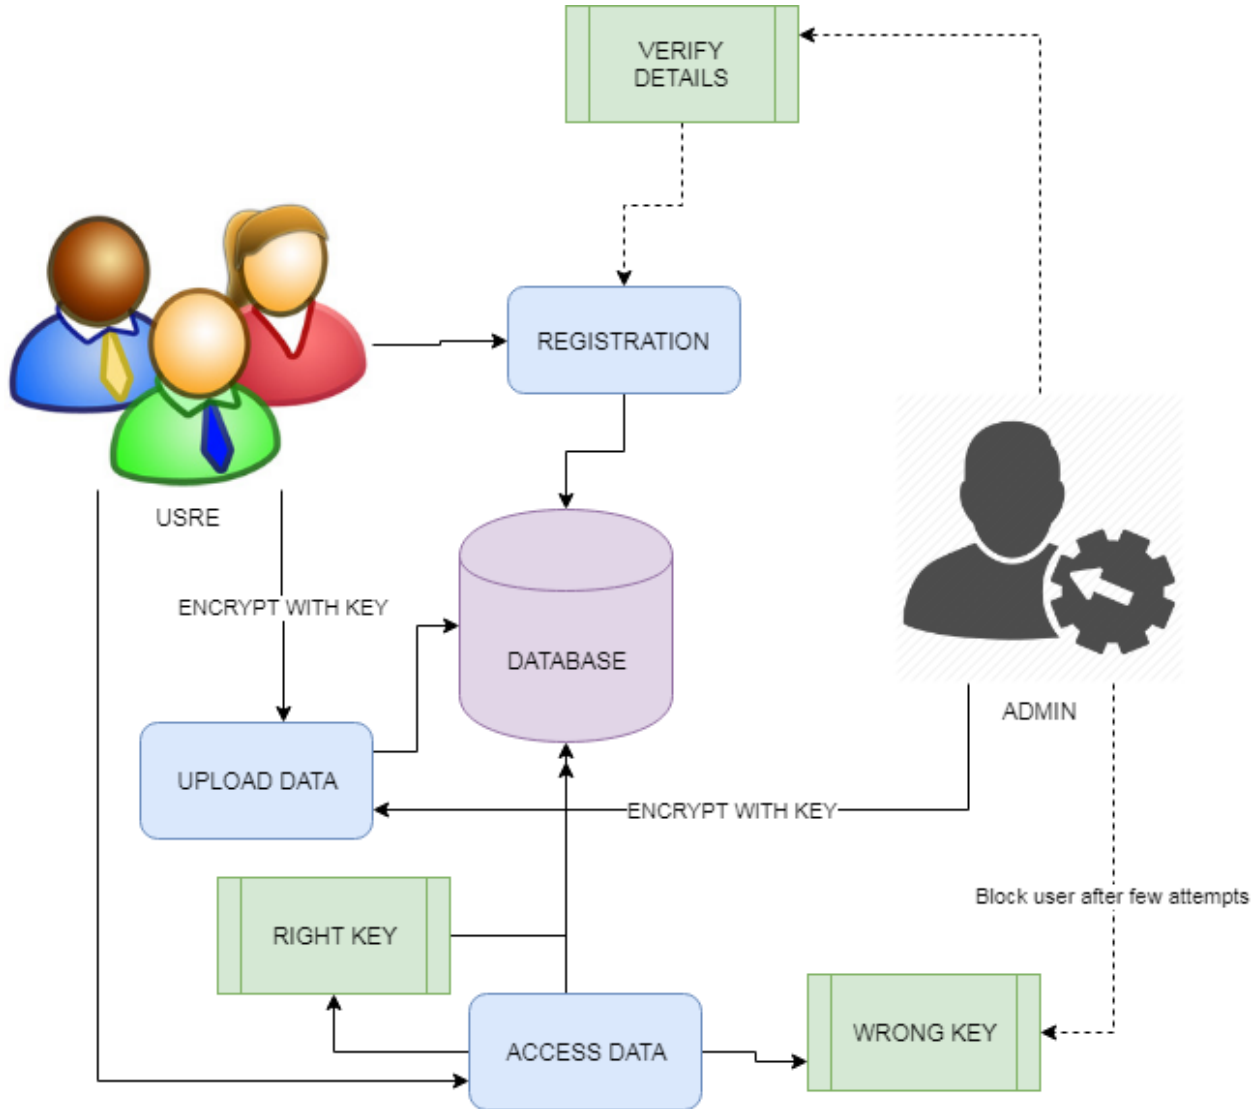 VERIFY
DETAILS
REGISTRATION
USRE
ENCRYPT WITH KEY
DATABASE
ADMIN
UPLOAD DATA
ENCRYPT WITH KEY
Block user after few attempts
RIGHT KEY
WRONG KEY
ACCESS DATA